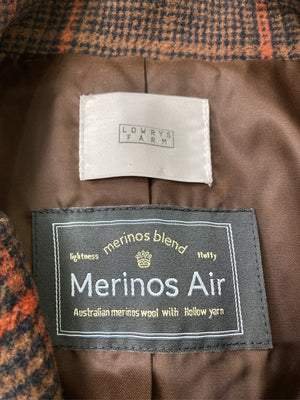 LOWRYS
FARM
merinos blend
lightness fluffy
Merinos Air
Australian merinos wool with Hollow yarn